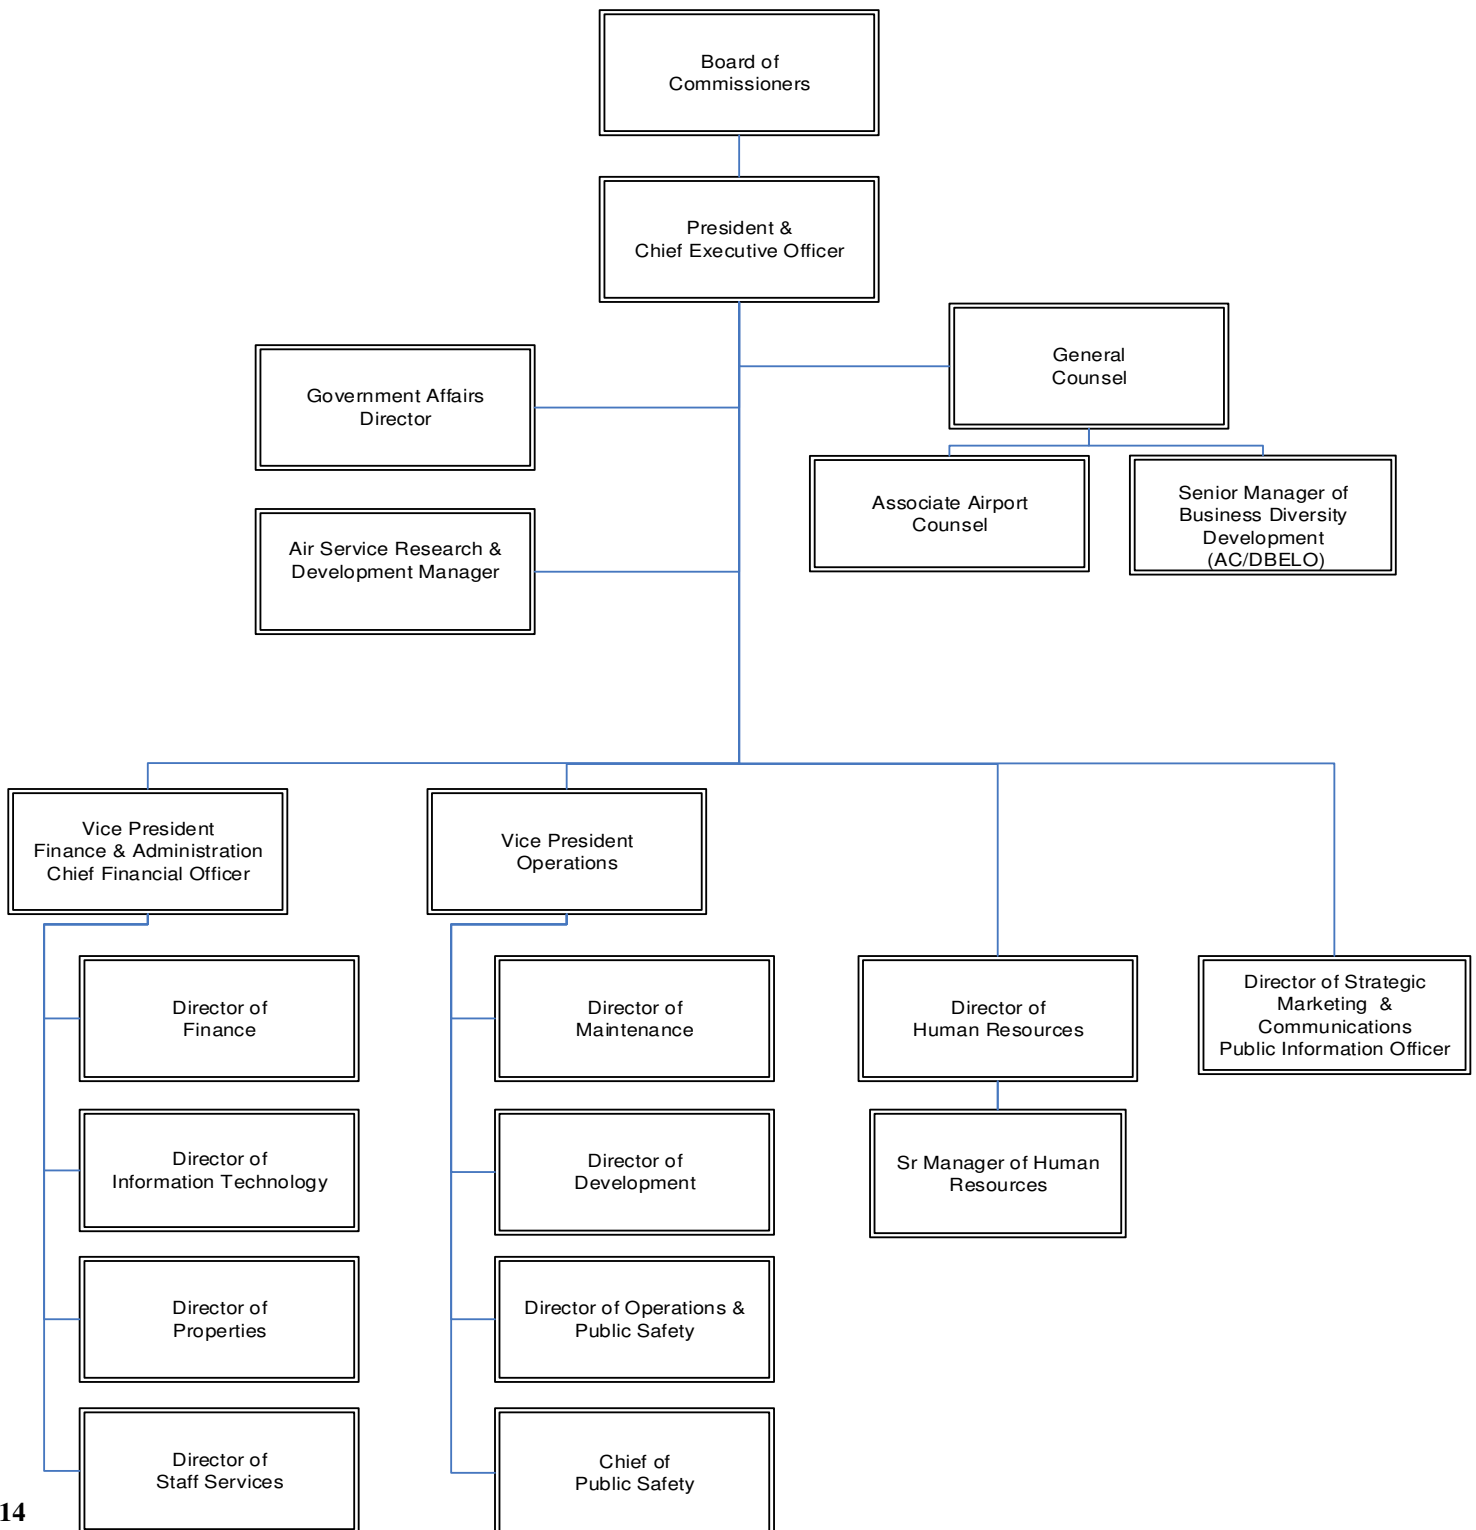 Board of
Commissioners
President &
Chief Executive Officer
General
Counsel
Government Affairs
Director
Associate Airport
Counsel
Senior Manager of
Business Diversity
Development
(AC/DBELO)
Air Service Research &
Development Manager
Vice President
Finance & Administration
Chief Financial Officer
Vice President
Operations
Director of
Finance
Director of
Maintenance
Director of
Human Resources
Director of Strategic
Marketing &
Communications
Public Information Officer
Director of
Information Technology
Director of
Development
Sr Manager of Human
Resources
Director of
Properties
Director of Operations &
Public Safety
Director of
Staff Services
Chief of
Public Safety
14